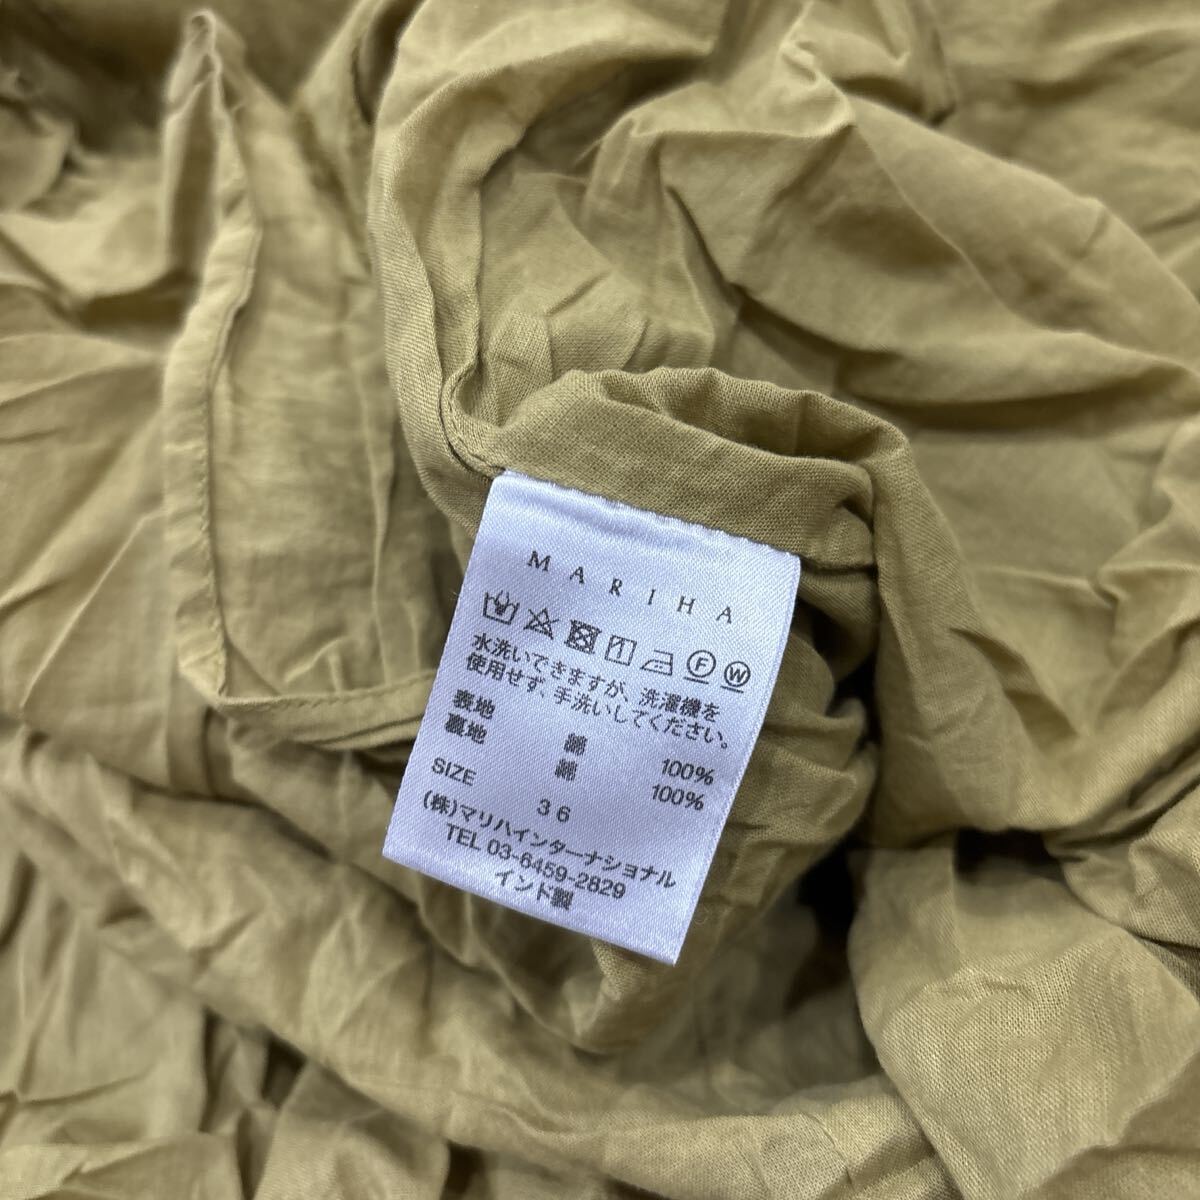 MARIHA
F W
水洗いできますが、洗濯機を
使用せず、手洗いしてください。
表地 綿 100%
裏地 綿 100%
SIZE 36
(株)マリハインターナショナル
TEL 03-6459-2829
インド製